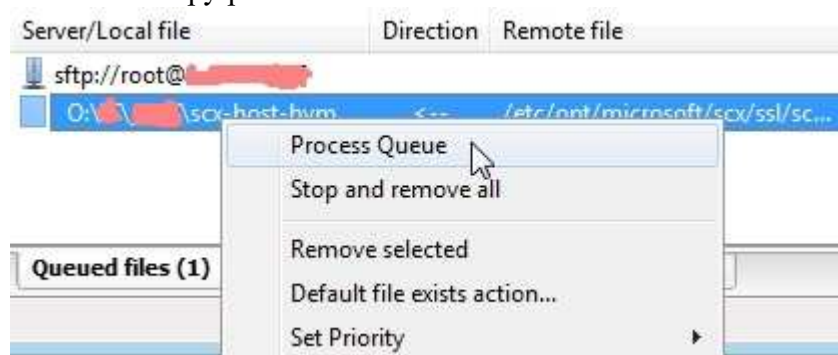 Server/Local file Direction Remote file
sftp://root@
O:\ \ \scx-host-hvm <-- /etc/opt/microsoft/scx/ssl/sc...
Process Queue
Stop and remove all
Remove selected
Queued files (1)
Default file exists action...
Set Priority